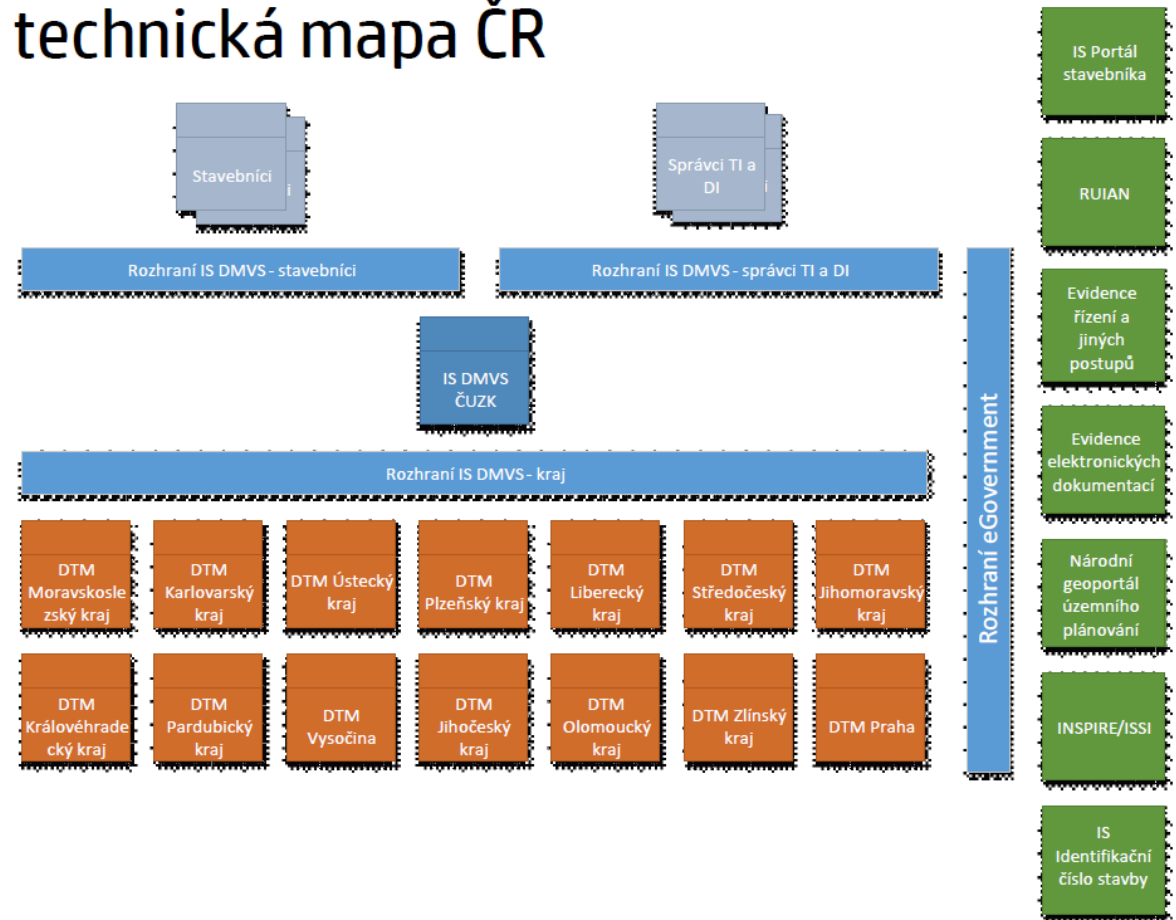 technická mapa ČR
Stavebníci
i
Správci TI a
DI
i
Rozhraní IS DMVS - stavebníci
Rozhraní IS DMVS - správci TI a DI
IS DMVS
ČUZK
Rozhraní IS DMVS - kraj
DTM
Moravskosle
zský kraj
DTM
Karlovarský
kraj
DTM Ústecký
kraj
DTM
Plzeňský kraj
DTM
Liberecký
kraj
DTM
Středočeský
kraj
DTM
Jihomoravský
kraj
DTM
Královéhrade
cký kraj
DTM
Pardubický
kraj
DTM
Vysočina
DTM
Jihočeský
kraj
DTM
Olomoucký
kraj
DTM Zlínský
kraj
DTM Praha
Rozhraní eGovernment
IS Portál
stavebníka
RUIAN
Evidence
řízení a
jiných
postupů
Evidence
elektronických
dokumentací
Národní
geoportál
územního
plánování
INSPIRE/ISSI
IS
Identifikační
číslo stavby